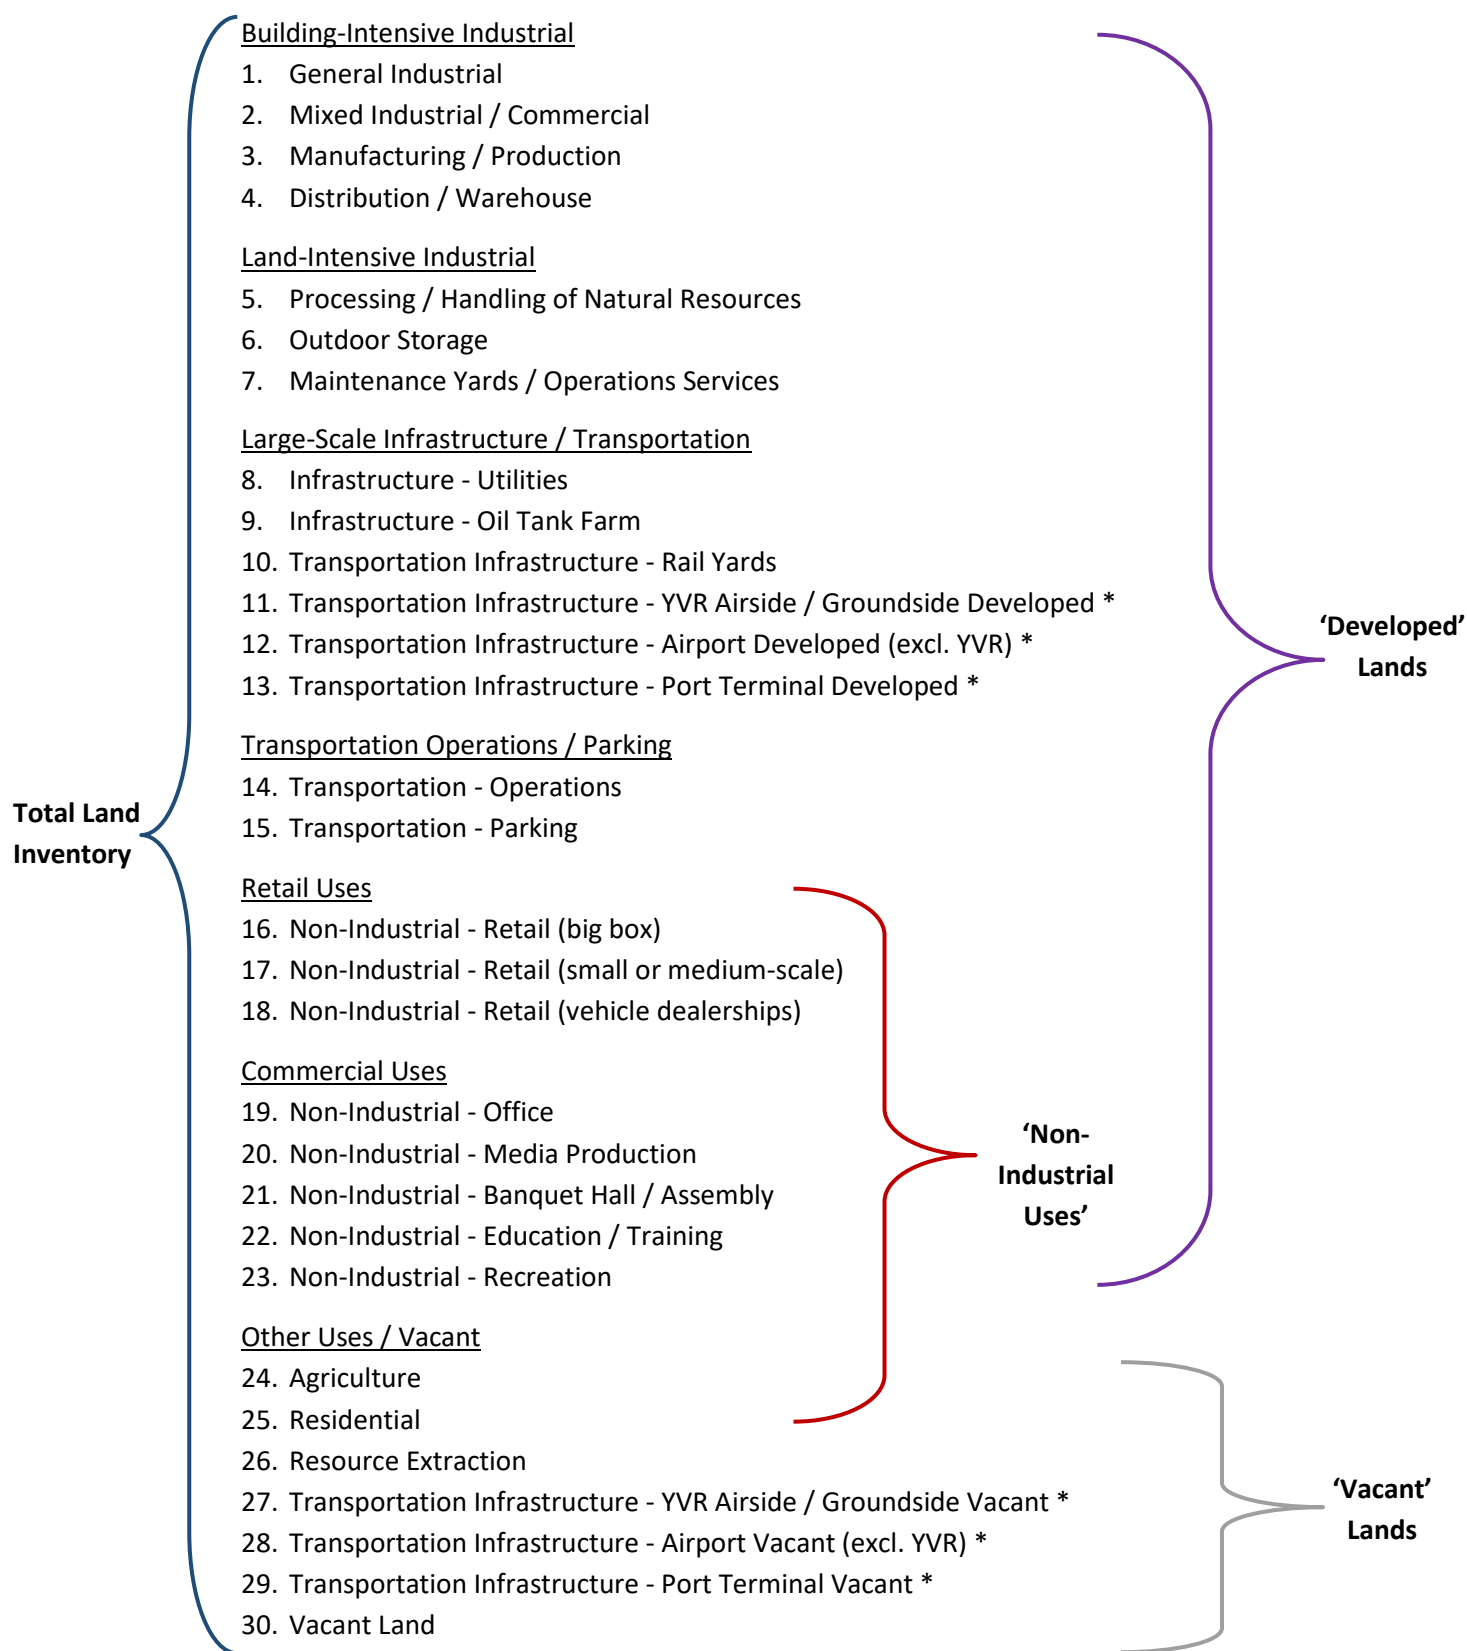 Building-Intensive Industrial
1. General Industrial
2. Mixed Industrial / Commercial
3. Manufacturing / Production
4. Distribution / Warehouse
Land-Intensive Industrial
5. Processing / Handling of Natural Resources
6. Outdoor Storage
7. Maintenance Yards / Operations Services
Large-Scale Infrastructure / Transportation
8. Infrastructure - Utilities
9. Infrastructure - Oil Tank Farm
10. Transportation Infrastructure - Rail Yards
11. Transportation Infrastructure - YVR Airside / Groundside Developed *
12. Transportation Infrastructure - Airport Developed (excl. YVR) *
13. Transportation Infrastructure - Port Terminal Developed *
Transportation Operations / Parking
14. Transportation - Operations
15. Transportation - Parking
Retail Uses
16. Non-Industrial - Retail (big box)
17. Non-Industrial - Retail (small or medium-scale)
18. Non-Industrial - Retail (vehicle dealerships)
Commercial Uses
19. Non-Industrial - Office
20. Non-Industrial - Media Production
21. Non-Industrial - Banquet Hall / Assembly
22. Non-Industrial - Education / Training
23. Non-Industrial - Recreation
Other Uses / Vacant
24. Agriculture
25. Residential
26. Resource Extraction
27. Transportation Infrastructure - YVR Airside / Groundside Vacant *
28. Transportation Infrastructure - Airport Vacant (excl. YVR) *
29. Transportation Infrastructure - Port Terminal Vacant *
30. Vacant Land
Total Land
Inventory
‘Developed’
Lands
‘Non-
Industrial
Uses’
‘Vacant’
Lands